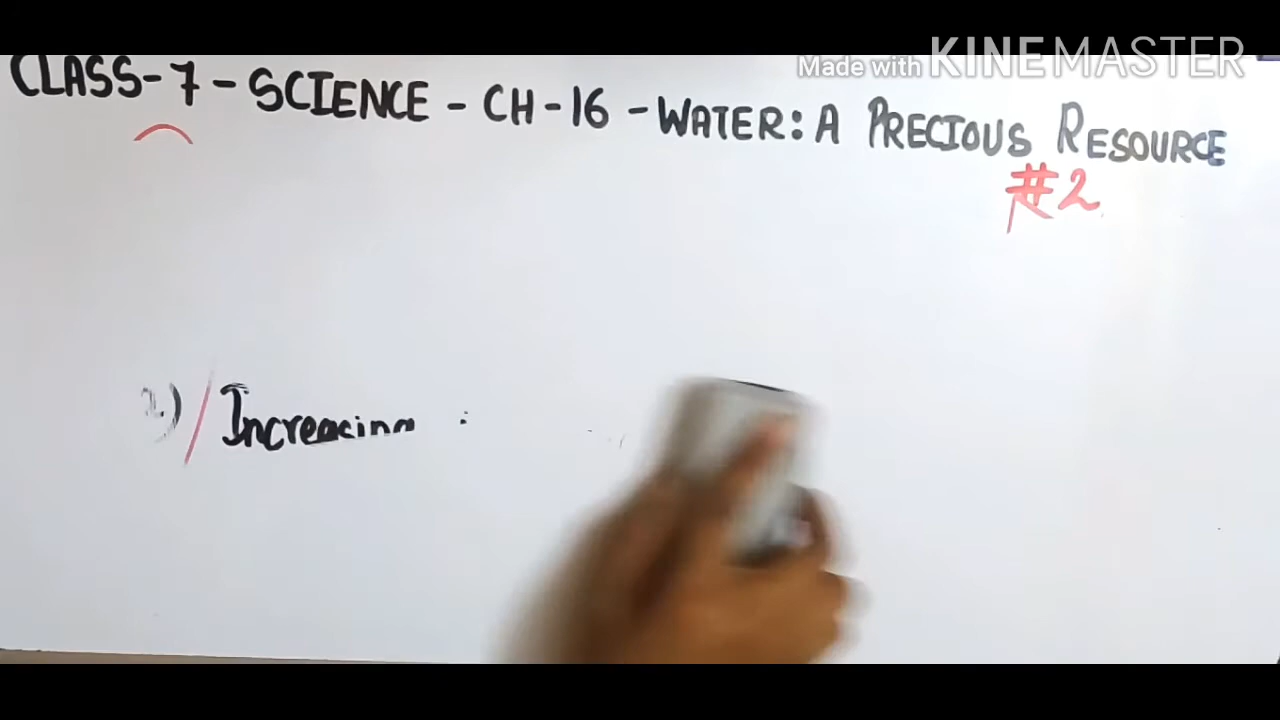 Made with KINEMASTER
CLASS-7-SCIENCE - CH-16 - WATER: A PRECIOUS RESOURCE
#2
2) Increasing :